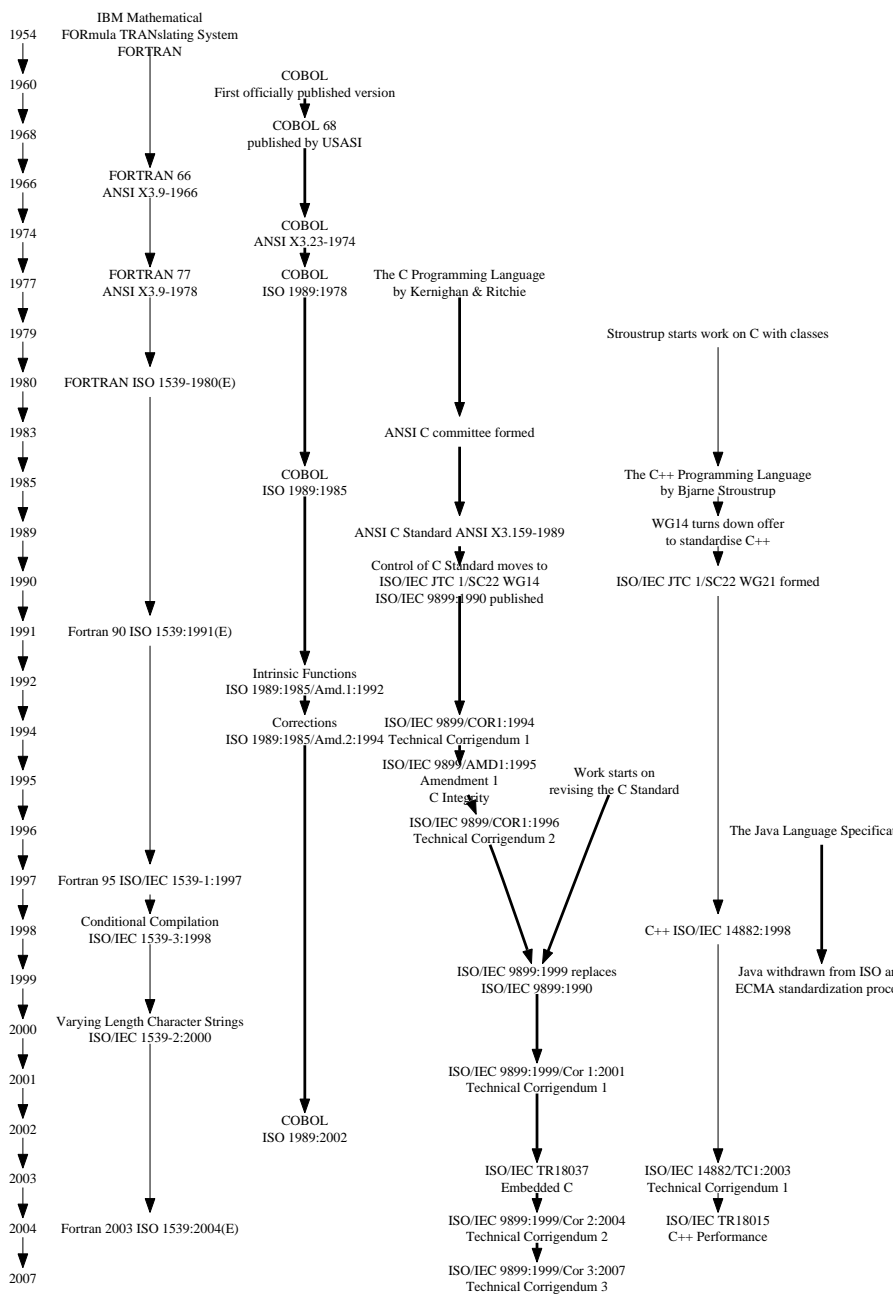 IBM Mathematical
1954 FORmula TRANslating System
FORTRAN
COBOL
1960
First officially published version
COBOL 68
1968
published by USASI
FORTRAN 66
1966
ANSI X3.9-1966
COBOL
1974
ANSI X3.23-1974
FORTRAN 77 COBOL The C Programming Language
1977
ANSI X3.9-1978 ISO 1989:1978 by Kernighan & Ritchie
1979 Stroustrup starts work on C with classes
1980 FORTRAN ISO 1539-1980(E)
1983 ANSI C committee formed
COBOL The C++ Programming Language
1985
ISO 1989:1985 by Bjarne Stroustrup
WG14 turns down offer
1989 ANSI C Standard ANSI X3.159-1989
to standardise C++
Control of C Standard moves to
1990 ISO/IEC JTC 1/SC22 WG14 ISO/IEC JTC 1/SC22 WG21 formed
ISO/IEC 9899:1990 published
1991 Fortran 90 ISO 1539:1991(E)
Intrinsic Functions
1992
ISO 1989:1985/Amd.1:1992
Corrections ISO/IEC 9899/COR1:1994
1994
ISO 1989:1985/Amd.2:1994 Technical Corrigendum 1
ISO/IEC 9899/AMD1:1995 Work starts on
1995 Amendment 1 revising the C Standard
C Integrity
ISO/IEC 9899/COR1:1996
1996 The Java Language Specificat
Technical Corrigendum 2
1997 Fortran 95 ISO/IEC 1539-1:1997
Conditional Compilation
1998 C++ ISO/IEC 14882:1998
ISO/IEC 1539-3:1998
ISO/IEC 9899:1999 replaces Java withdrawn from ISO an
1999
ISO/IEC 9899:1990 ECMA standardization proce
Varying Length Character Strings
2000
ISO/IEC 1539-2:2000
ISO/IEC 9899:1999/Cor 1:2001
2001
Technical Corrigendum 1
COBOL
2002
ISO 1989:2002
ISO/IEC TR18037 ISO/IEC 14882/TC1:2003
2003
Embedded C Technical Corrigendum 1
ISO/IEC 9899:1999/Cor 2:2004 ISO/IEC TR18015
2004 Fortran 2003 ISO 1539:2004(E)
Technical Corrigendum 2 C++ Performance
ISO/IEC 9899:1999/Cor 3:2007
2007
Technical Corrigendum 3